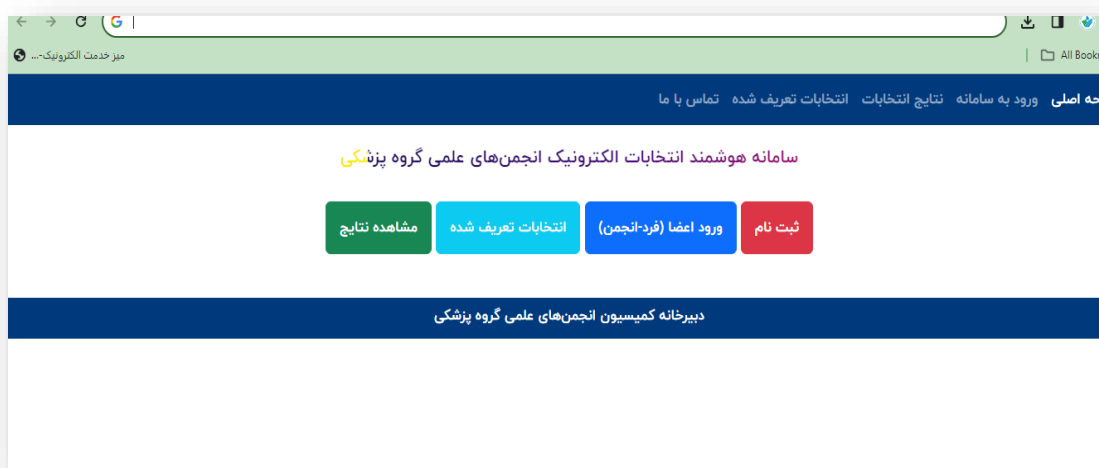 میز خدمت الکترونیک-...
All Book
حه اصلی ورود به سامانه نتایج انتخابات انتخابات تعریف شده تماس با ما
سامانه هوشمند انتخابات الکترونیک انجمن‌های علمی گروه پزشکی
ثبت نام ورود اعضا (فرد-انجمن) انتخابات تعریف شده مشاهده نتایج
دبیرخانه کمیسیون انجمن‌های علمی گروه پزشکی